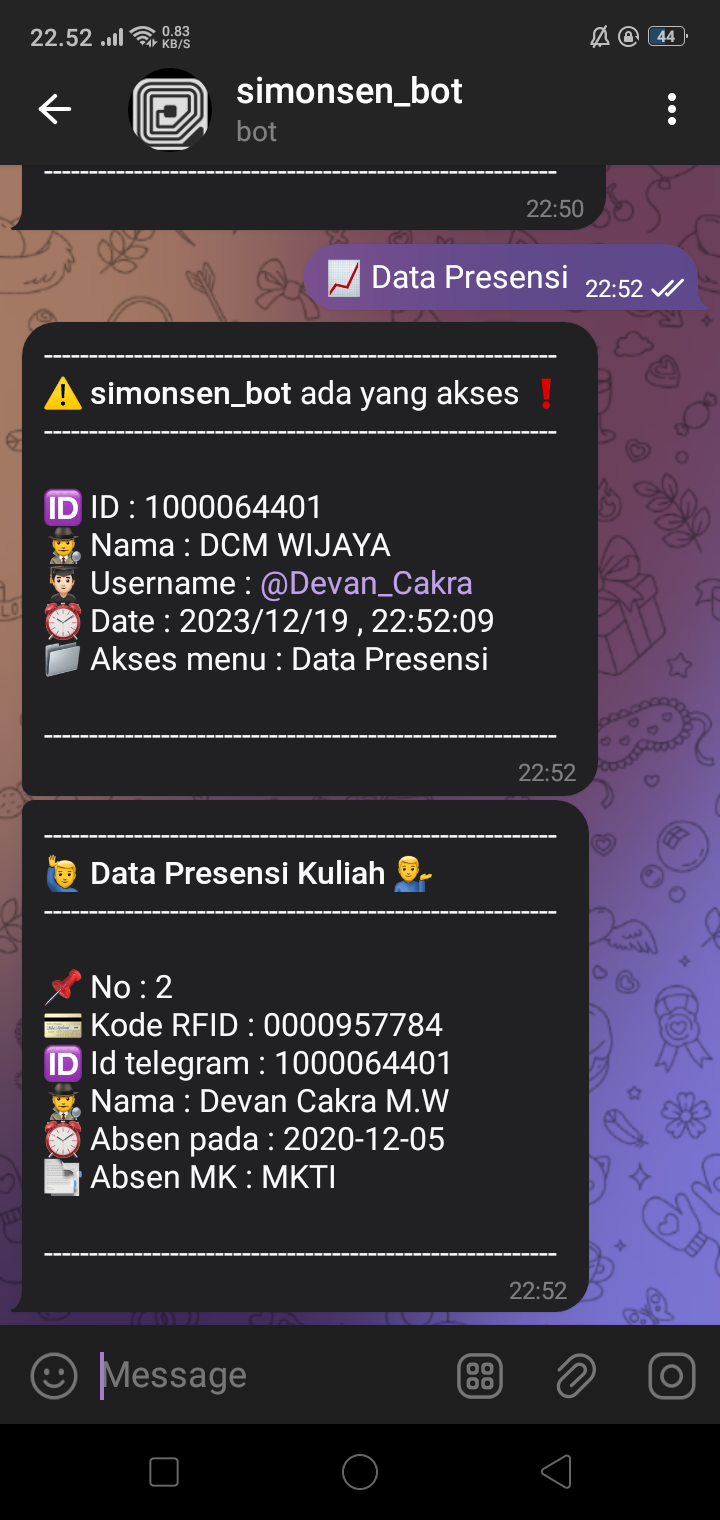 22.52 0.83 KB/S 44
simonsen_bot
bot
------------------------------------------------------------
22:50
Data Presensi 22:52
------------------------------------------------------------
⚠️ simonsen_bot ada yang akses ❗
------------------------------------------------------------
🆔 ID : 1000064401
Nama : DCM WIJAYA
Username : @Devan_Cakra
Date : 2023/12/19 , 22:52:09
Akses menu : Data Presensi
------------------------------------------------------------
22:52
------------------------------------------------------------
Data Presensi Kuliah
------------------------------------------------------------
No : 2
Kode RFID : 0000957784
🆔 Id telegram : 1000064401
Nama : Devan Cakra M.W
Absen pada : 2020-12-05
Absen MK : MKTI
------------------------------------------------------------
22:52
Message